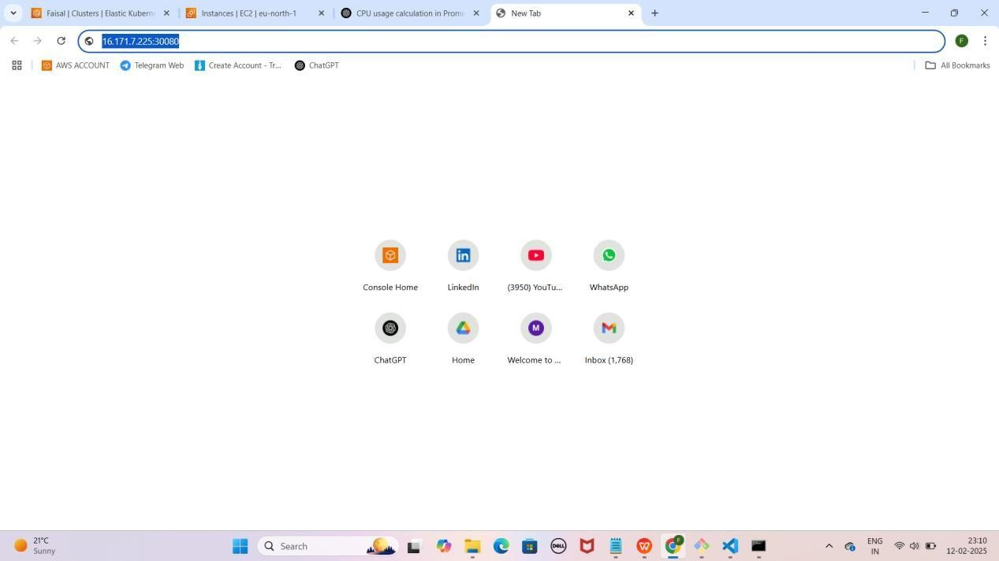 Faisal | Clusters | Elastic Kuberne
Instances | EC2 | eu-north-1
CPU usage calculation in Prome
New Tab
16.171.7.225:30080
F
AWS ACCOUNT
Telegram Web
Create Account - Tr...
ChatGPT
All Bookmarks
Console Home
LinkedIn
(3950) YouTu...
WhatsApp
M
ChatGPT
Home
Welcome to ...
Inbox (1,768)
21°C
Sunny
Search
DELL
W
F
ENG
IN
23:10
12-02-2025